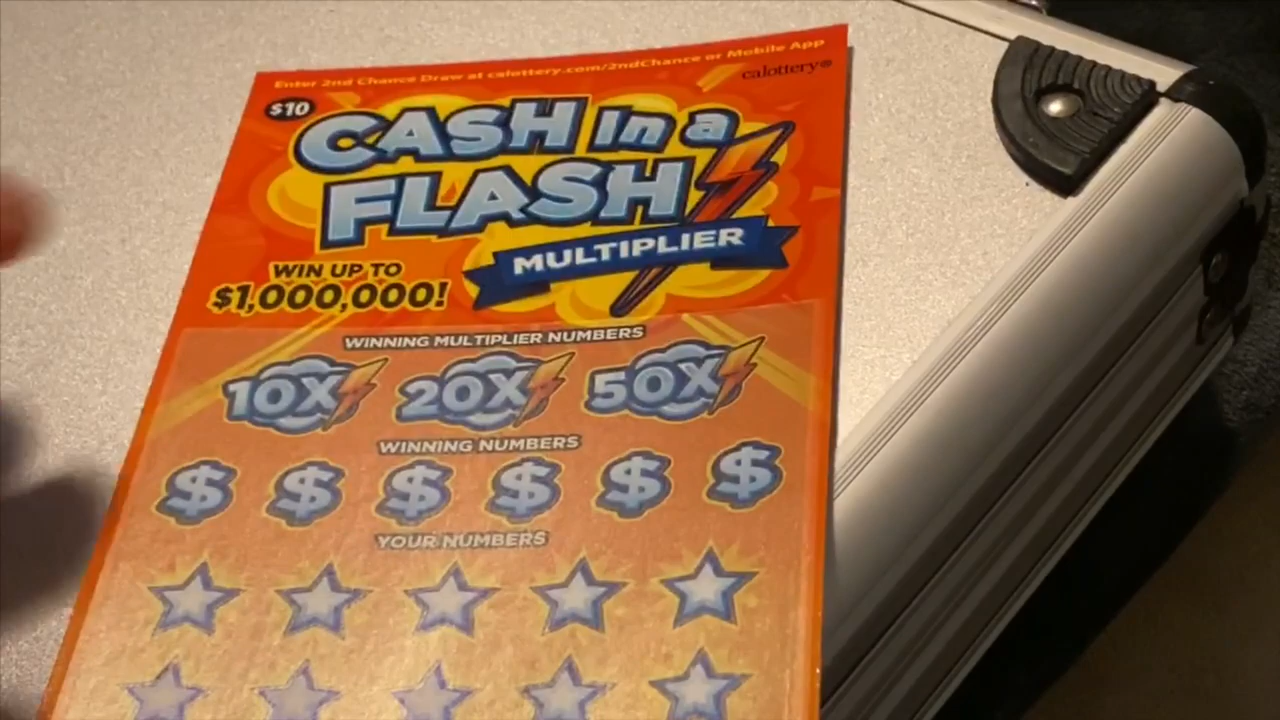 Enter 2nd Chance Draw at calottery.com/2ndChance or Mobile App
calottery®
$10
CASH In a
FLASH
MULTIPLIER
WIN UP TO
$1,000,000!
WINNING MULTIPLIER NUMBERS
10X 20X 50X
WINNING NUMBERS
$ $ $ $ $ $
YOUR NUMBERS